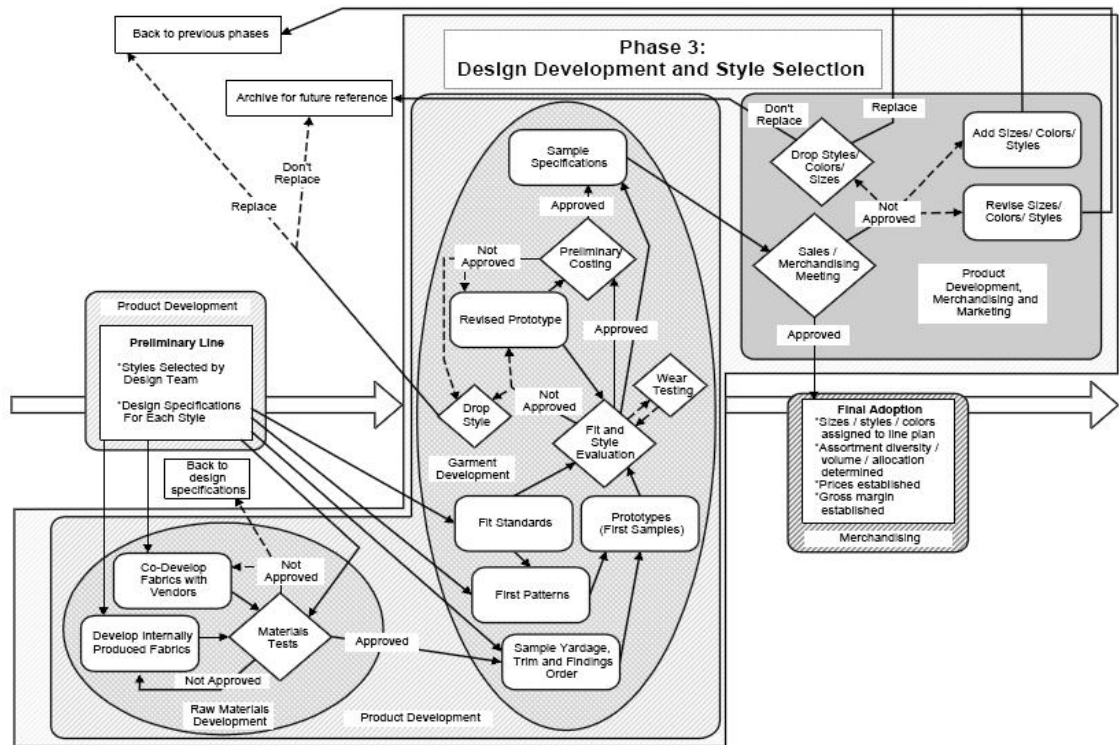 Back to previous phases
Phase 3:
Design Development and Style Selection
Archive for future reference
Don't
Replace
Replace
Don't
Replace
Replace
Sample
Specifications
Approved
Drop Styles/
Colors/
Sizes
Add Sizes/ Colors/
Styles
Not
Approved
Revise Sizes/
Colors/ Styles
Sales /
Merchandising
Meeting
Product
Development,
Merchandising and
Marketing
Approved
Not
Approved
Preliminary
Costing
Revised Prototype
Approved
Wear
Testing
Not
Approved
Drop
Style
Fit and
Style
Evaluation
Garment
Development
Product Development
Preliminary Line
*Styles Selected by
Design Team
*Design Specifications
For Each Style
Final Adoption
*Sizes / styles / colors
assigned to line plan
*Assortment diversity /
volume / allocation
determined
*Prices established
*Gross margin
established
Merchandising
Back to
design
specifications
Fit Standards
Prototypes
(First Samples)
First Patterns
Sample Yardage,
Trim and Findings
Order
Co-Develop
Fabrics with
Vendors
Not
Approved
Develop Internally
Produced Fabrics
Materials
Tests
Approved
Not Approved
Raw Materials
Development
Product Development